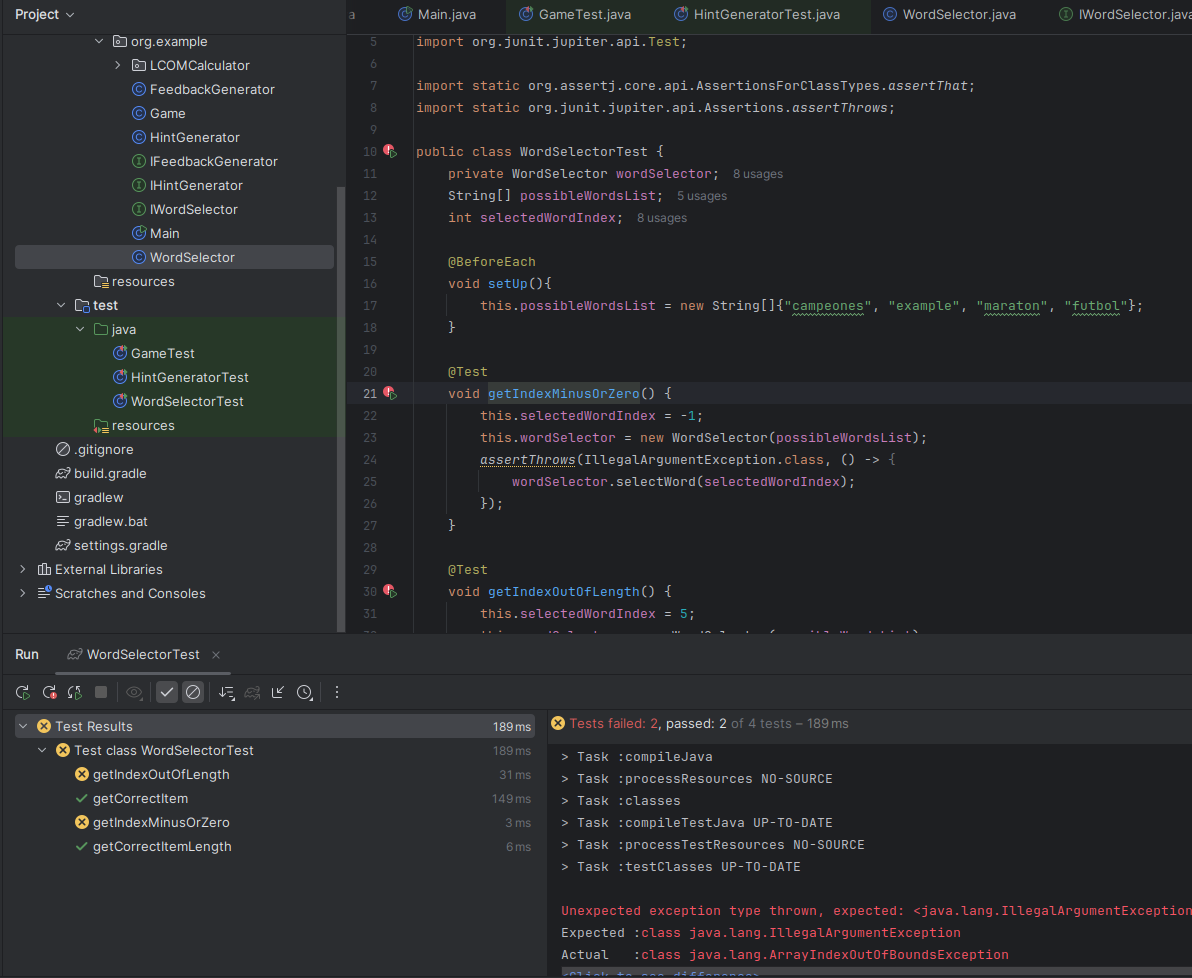 Project
a
Main.java
GameTest.java
HintGeneratorTest.java
WordSelector.java
IWordSelector.java
org.example
LCOMCalculator
FeedbackGenerator
Game
HintGenerator
IFeedbackGenerator
IHintGenerator
IWordSelector
Main
WordSelector
resources
test
java
GameTest
HintGeneratorTest
WordSelectorTest
resources
.gitignore
build.gradle
gradlew
gradlew.bat
settings.gradle
External Libraries
Scratches and Consoles
5 import org.junit.jupiter.api.Test;
6
7 import static org.assertj.core.api.AssertionsForClassTypes.assertThat;
8 import static org.junit.jupiter.api.Assertions.assertThrows;
9
10 public class WordSelectorTest {
11 private WordSelector wordSelector; 8 usages
12 String[] possibleWordsList; 5 usages
13 int selectedWordIndex; 8 usages
14
15 @BeforeEach
16 void setUp(){
17 this.possibleWordsList = new String[]{"campeones", "example", "maraton", "futbol"};
18 }
19
20 @Test
21 void getIndexMinusOrZero() {
22 this.selectedWordIndex = -1;
23 this.wordSelector = new WordSelector(possibleWordsList);
24 assertThrows(IllegalArgumentException.class, () -> {
25 wordSelector.selectWord(selectedWordIndex);
26 });
27 }
28
29 @Test
30 void getIndexOutOfLength() {
31 this.selectedWordIndex = 5;
Run
WordSelectorTest
Test Results 189 ms
Test class WordSelectorTest 189 ms
getIndexOutOfLength 31 ms
getCorrectItem 149 ms
getIndexMinusOrZero 3 ms
getCorrectItemLength 6 ms
Tests failed: 2, passed: 2 of 4 tests – 189 ms
> Task :compileJava
> Task :processResources NO-SOURCE
> Task :classes
> Task :compileTestJava UP-TO-DATE
> Task :processTestResources NO-SOURCE
> Task :testClasses UP-TO-DATE
Unexpected exception type thrown, expected: <java.lang.IllegalArgumentException
Expected :class java.lang.IllegalArgumentException
Actual :class java.lang.ArrayIndexOutOfBoundsException
<Click to see difference>